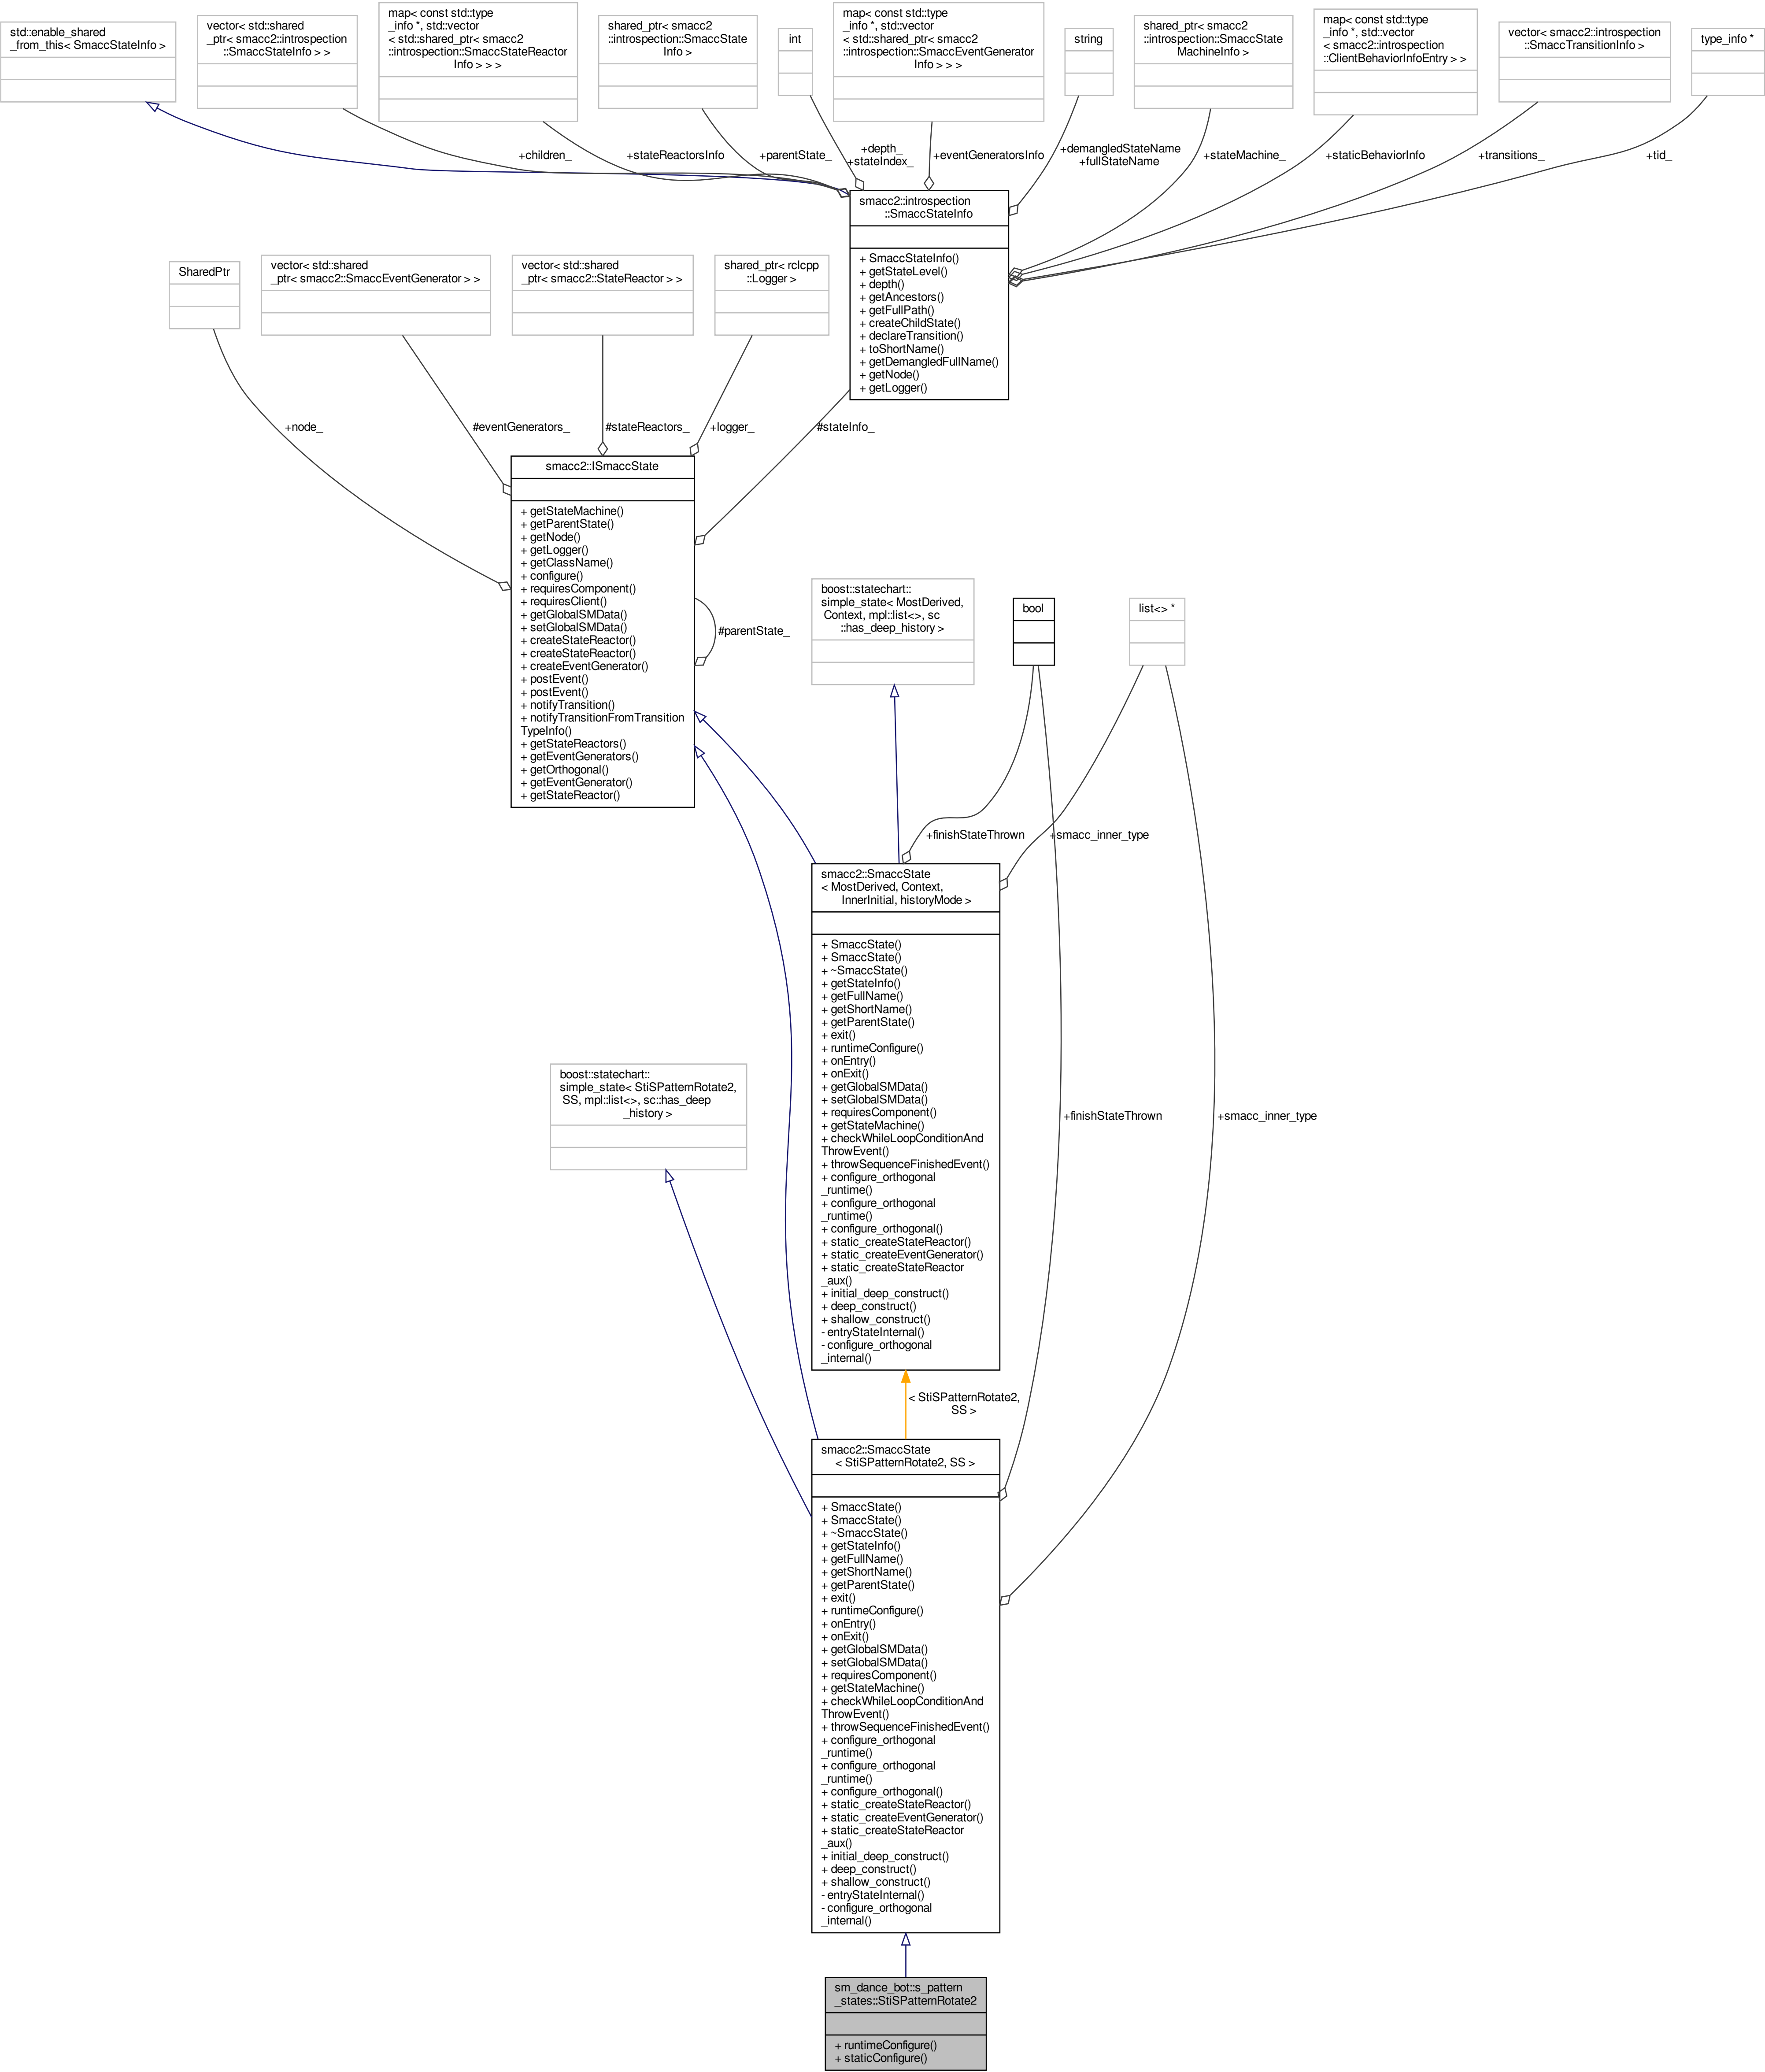 std::enable_shared
_from_this< SmaccStateInfo >
vector< std::shared
_ptr< smacc2::introspection
::SmaccStateInfo > >
map< const std::type
_info *, std::vector
< std::shared_ptr< smacc2
::introspection::SmaccStateReactor
Info > > >
shared_ptr< smacc2
::introspection::SmaccState
Info >
int
map< const std::type
_info *, std::vector
< std::shared_ptr< smacc2
::introspection::SmaccEventGenerator
Info > > >
string
shared_ptr< smacc2
::introspection::SmaccState
MachineInfo >
map< const std::type
_info *, std::vector
< smacc2::introspection
::ClientBehaviorInfoEntry > >
vector< smacc2::introspection
::SmaccTransitionInfo >
type_info *
+children_
+stateReactorsInfo
+parentState_
+depth_
+stateIndex_
+eventGeneratorsInfo
+demangledStateName
+fullStateName
+stateMachine_
+staticBehaviorInfo
+transitions_
+tid_
smacc2::introspection
::SmaccStateInfo
+ SmaccStateInfo()
+ getStateLevel()
+ depth()
+ getAncestors()
+ getFullPath()
+ createChildState()
+ declareTransition()
+ toShortName()
+ getDemangledFullName()
+ getNode()
+ getLogger()
SharedPtr
vector< std::shared
_ptr< smacc2::SmaccEventGenerator > >
vector< std::shared
_ptr< smacc2::StateReactor > >
shared_ptr< rclcpp
::Logger >
+node_
#eventGenerators_
#stateReactors_
+logger_
#stateInfo_
smacc2::ISmaccState
+ getStateMachine()
+ getParentState()
+ getNode()
+ getLogger()
+ getClassName()
+ configure()
+ requiresComponent()
+ requiresClient()
+ getGlobalSMData()
+ setGlobalSMData()
+ createStateReactor()
+ createStateReactor()
+ createEventGenerator()
+ postEvent()
+ postEvent()
+ notifyTransition()
+ notifyTransitionFromTransition
TypeInfo()
+ getStateReactors()
+ getEventGenerators()
+ getOrthogonal()
+ getEventGenerator()
+ getStateReactor()
#parentState_
boost::statechart::
simple_state< MostDerived,
Context, mpl::list<>, sc
::has_deep_history >
bool
list<> *
+finishStateThrown
+smacc_inner_type
smacc2::SmaccState
< MostDerived, Context,
InnerInitial, historyMode >
+ SmaccState()
+ SmaccState()
+ ~SmaccState()
+ getStateInfo()
+ getFullName()
+ getShortName()
+ getParentState()
+ exit()
+ runtimeConfigure()
+ onEntry()
+ onExit()
+ getGlobalSMData()
+ setGlobalSMData()
+ requiresComponent()
+ getStateMachine()
+ checkWhileLoopConditionAnd
ThrowEvent()
+ throwSequenceFinishedEvent()
+ configure_orthogonal
_runtime()
+ configure_orthogonal
_runtime()
+ configure_orthogonal()
+ static_createStateReactor()
+ static_createEventGenerator()
+ static_createStateReactor
_aux()
+ initial_deep_construct()
+ deep_construct()
+ shallow_construct()
- entryStateInternal()
- configure_orthogonal
_internal()
boost::statechart::
simple_state< StiSPatternRotate2,
SS, mpl::list<>, sc::has_deep
_history >
+finishStateThrown
+smacc_inner_type
< StiSPatternRotate2,
SS >
smacc2::SmaccState
< StiSPatternRotate2, SS >
+ SmaccState()
+ SmaccState()
+ ~SmaccState()
+ getStateInfo()
+ getFullName()
+ getShortName()
+ getParentState()
+ exit()
+ runtimeConfigure()
+ onEntry()
+ onExit()
+ getGlobalSMData()
+ setGlobalSMData()
+ requiresComponent()
+ getStateMachine()
+ checkWhileLoopConditionAnd
ThrowEvent()
+ throwSequenceFinishedEvent()
+ configure_orthogonal
_runtime()
+ configure_orthogonal
_runtime()
+ configure_orthogonal()
+ static_createStateReactor()
+ static_createEventGenerator()
+ static_createStateReactor
_aux()
+ initial_deep_construct()
+ deep_construct()
+ shallow_construct()
- entryStateInternal()
- configure_orthogonal
_internal()
sm_dance_bot::s_pattern
_states::StiSPatternRotate2
+ runtimeConfigure()
+ staticConfigure()